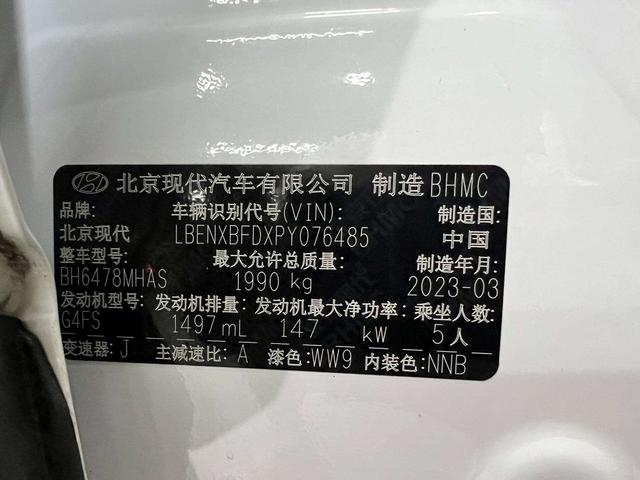 北京现代汽车有限公司 制造 BHMC
品牌: 车辆识别代号(VIN): 制造国:
北京现代 LBENXBFDXPY076485 中国
整车型号: 最大允许总质量: 制造年月:
BH6478MHAS 1990 kg 2023-03
发动机型号: 发动机排量: 发动机最大净功率: 乘坐人数:
G4FS 1497 mL 147 kW 5人
变速器: J 主减速比: A 漆色:WW9 内装色:NNB